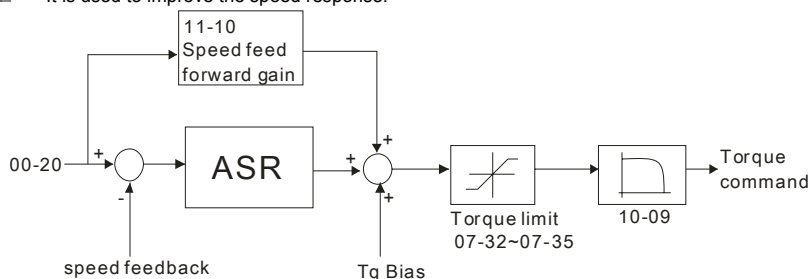 It is used to improve the speed response.
11-10
Speed feed
forward gain
+
00-20
+
-
ASR
+
+
Torque limit
07-32~07-35
10-09
Torque
command
speed feedback
Tq Bias